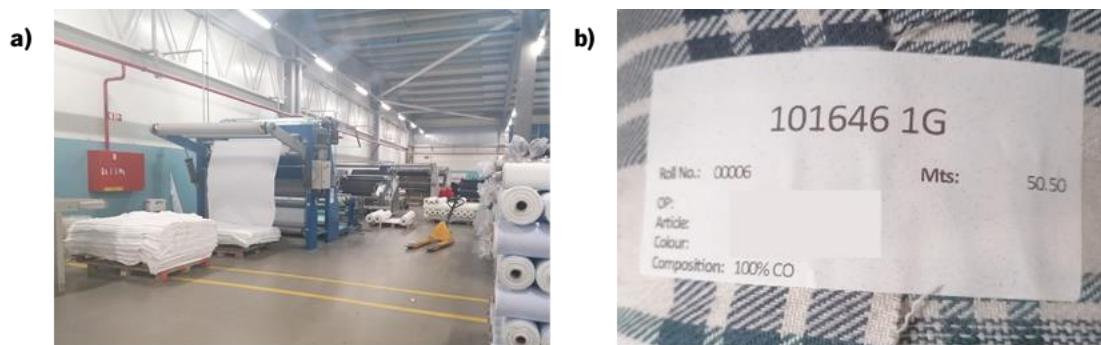 a)
b)
101646 1G
Roll No.: 00006 Mts: 50.50
OP:
Article:
Colour:
Composition: 100% CO